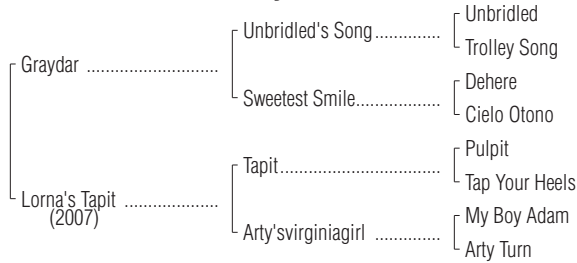 Unbridled
Unbridled's Song..............
Trolley Song
Graydar ............................
Dehere
Sweetest Smile..................
Cielo Otono
Pulpit
Tapit..................................
Tap Your Heels
Lorna's Tapit ....................
(2007)
My Boy Adam
Arty'svirginiagirl ..............
Arty Turn